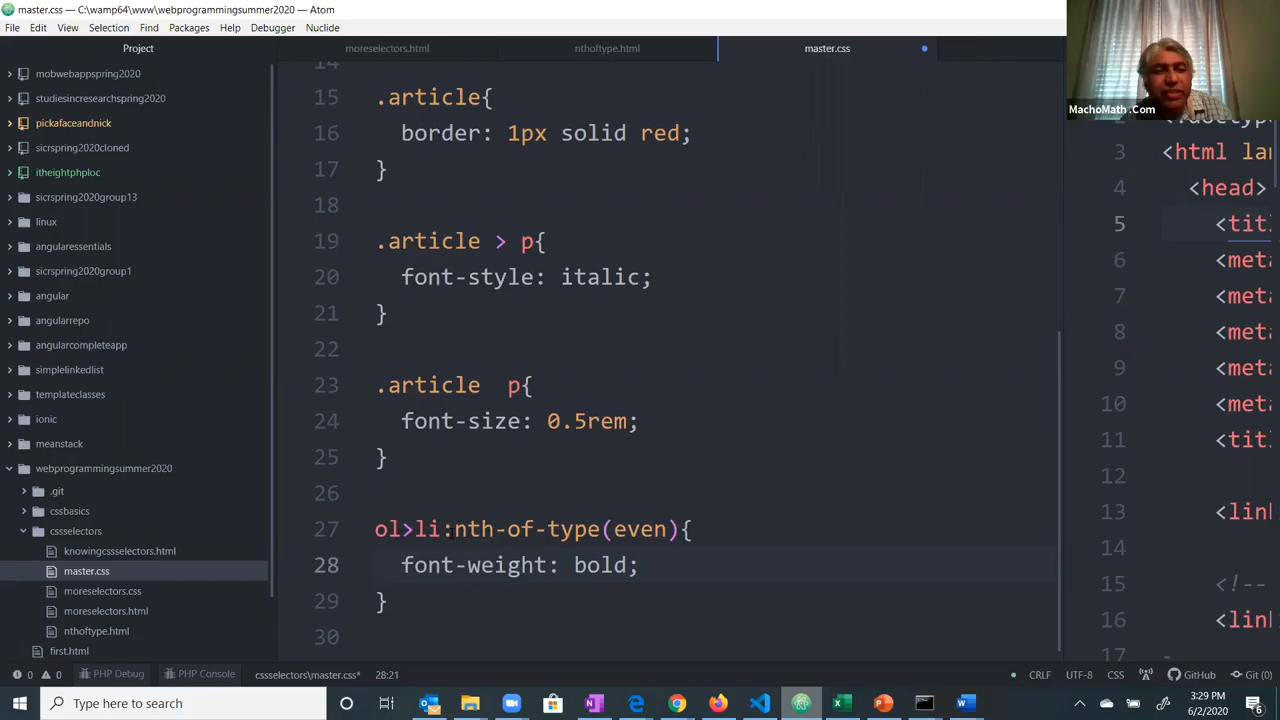 master.css — C:\wamp64\www\webprogrammingsummer2020 — Atom
File Edit View Selection Find Packages Help Debugger Nuclide
Project
moreselectors.html
nthoftype.html
master.css
MachoMath .Com
mobwebappspring2020
studiesincresearchspring2020
pickafaceandnick
sicrspring2020cloned
itheightphploc
sicrspring2020group13
linux
angularessentials
sicrspring2020group1
angular
angularrepo
angularcompleteapp
simplelinkedlist
templateclasses
ionic
meanstack
webprogrammingsummer2020
.git
cssbasics
cssselectors
knowingcssselectors.html
master.css
moreselectors.css
moreselectors.html
nthoftype.html
first.html
14
15 .article{
16 border: 1px solid red;
17 }
18
19 .article > p{
20 font-style: italic;
21 }
22
23 .article  p{
24 font-size: 0.5rem;
25 }
26
27 ol>li:nth-of-type(even){
28 font-weight: bold;
29 }
30
3 <html lan
4 <head>
5 <tit
6 <meta
7 <meta
8 <meta
9 <meta
10 <meta
11 <tit
12
13 <link
14
15 <!--
16 <link
17
0 0 PHP Debug PHP Console cssselectors\master.css* 28:21
CRLF UTF-8 CSS GitHub Git (0)
Type here to search
3:29 PM
6/2/2020
6